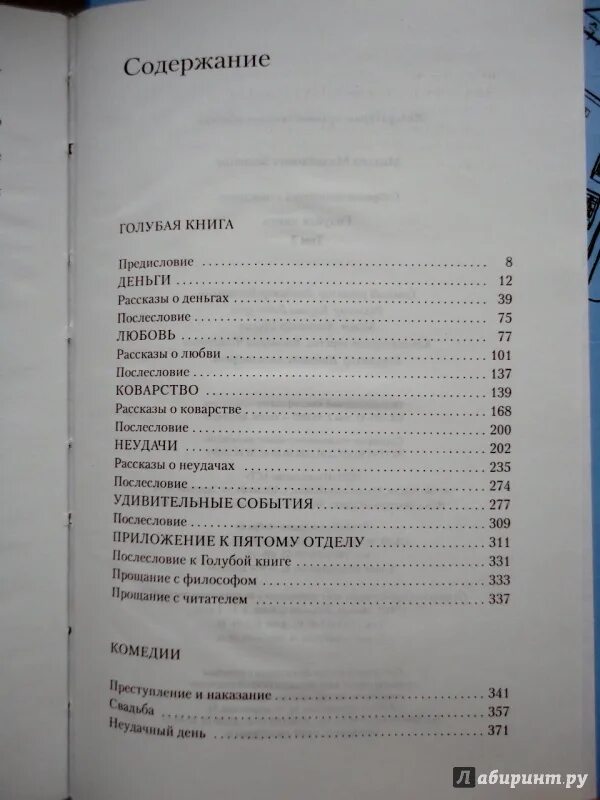 Содержание
ГОЛУБАЯ КНИГА
Предисловие 8
ДЕНЬГИ 12
Рассказы о деньгах 39
Послесловие 75
ЛЮБОВЬ 77
Рассказы о любви 101
Послесловие 137
КОВАРСТВО 139
Рассказы о коварстве 168
Послесловие 200
НЕУДАЧИ 202
Рассказы о неудачах 235
Послесловие 274
УДИВИТЕЛЬНЫЕ СОБЫТИЯ 277
Послесловие 309
ПРИЛОЖЕНИЕ К ПЯТОМУ ОТДЕЛУ 311
Послесловие к Голубой книге 331
Прощание с философом 333
Прощание с читателем 337
КОМЕДИИ
Преступление и наказание 341
Свадьба 357
Неудачный день 371
Лабиринт.ру